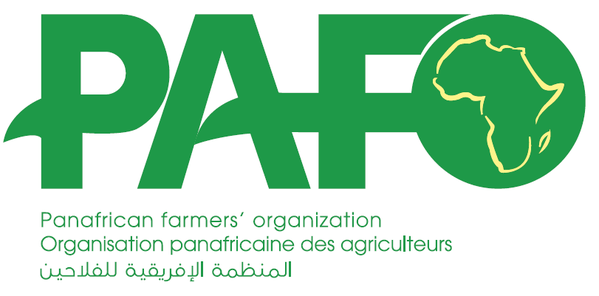 PAFO
Panafrican farmers' organization
Organisation panafricaine des agriculteurs
المنظمة الإفريقية للفلاحين